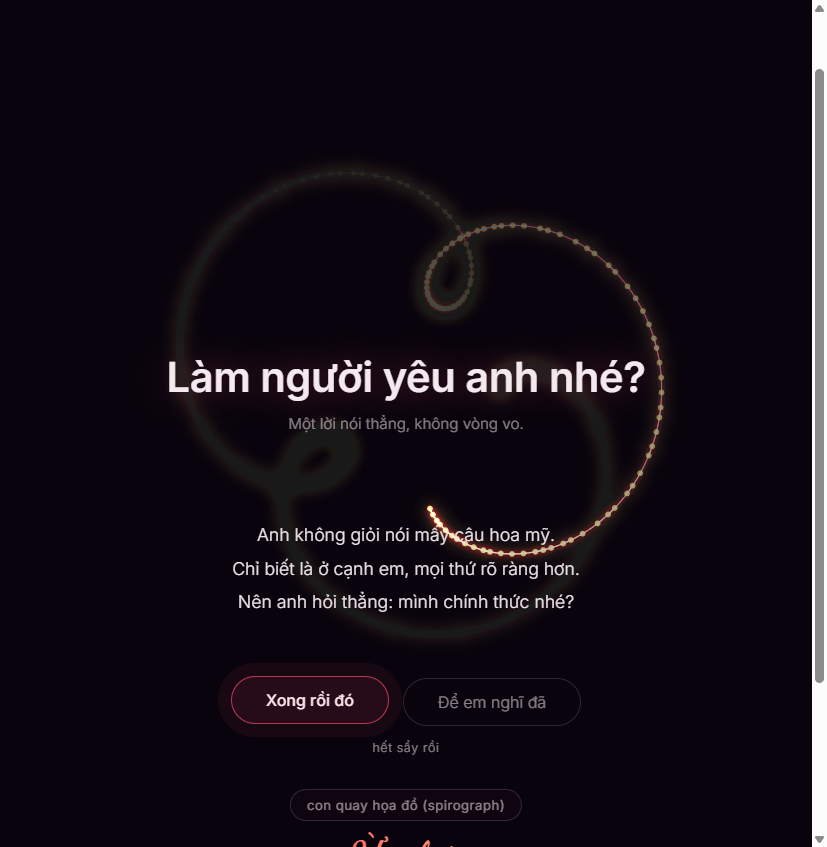 Làm người yêu anh nhé?
Một lời nói thẳng, không vòng vo.
Anh không giỏi nói mấy câu hoa mỹ.
Chỉ biết là ở cạnh em, mọi thứ rõ ràng hơn.
Nên anh hỏi thẳng: mình chính thức nhé?
Xong rồi đó
Để em nghĩ đã
hết sẩy rồi
con quay họa đồ (spirograph)